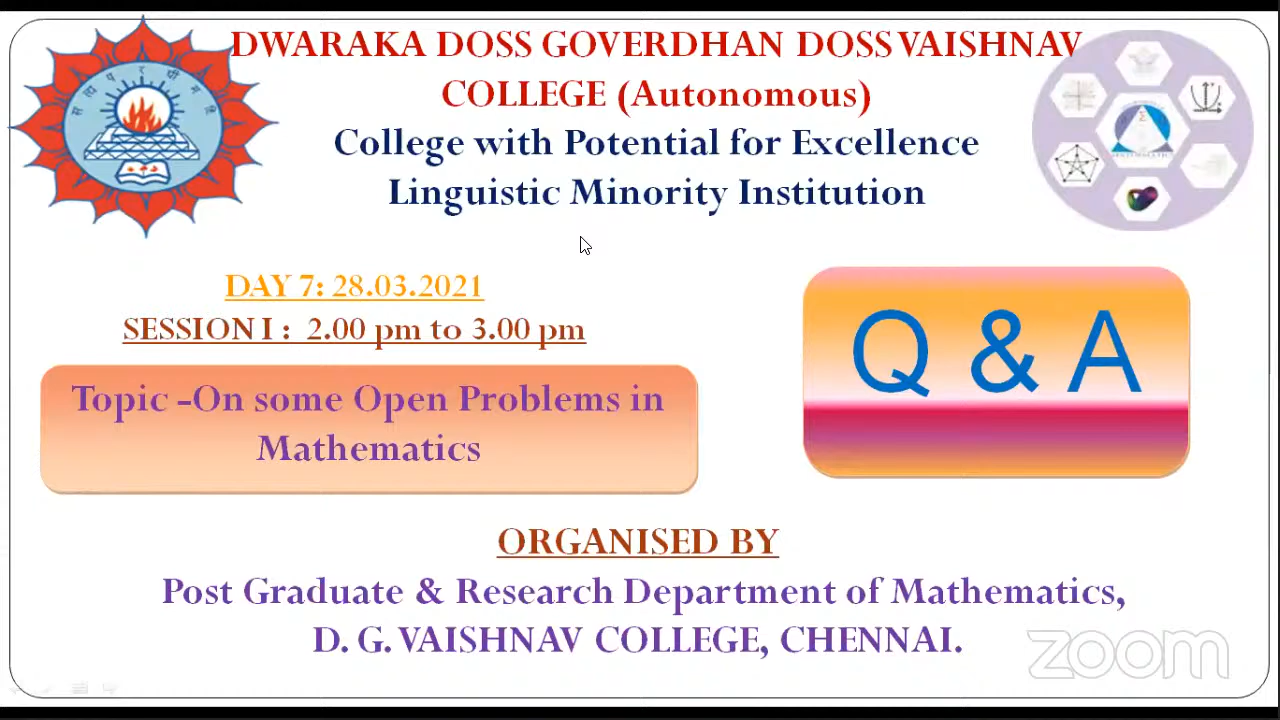 DWARAKA DOSS GOVERDHAN DOSS VAISHNAV
COLLEGE (Autonomous)
College with Potential for Excellence
Linguistic Minority Institution
DAY 7: 28.03.2021
SESSION I : 2.00 pm to 3.00 pm
Topic -On some Open Problems in
Mathematics
Q & A
ORGANISED BY
Post Graduate & Research Department of Mathematics,
D. G. VAISHNAV COLLEGE, CHENNAI.
zoom